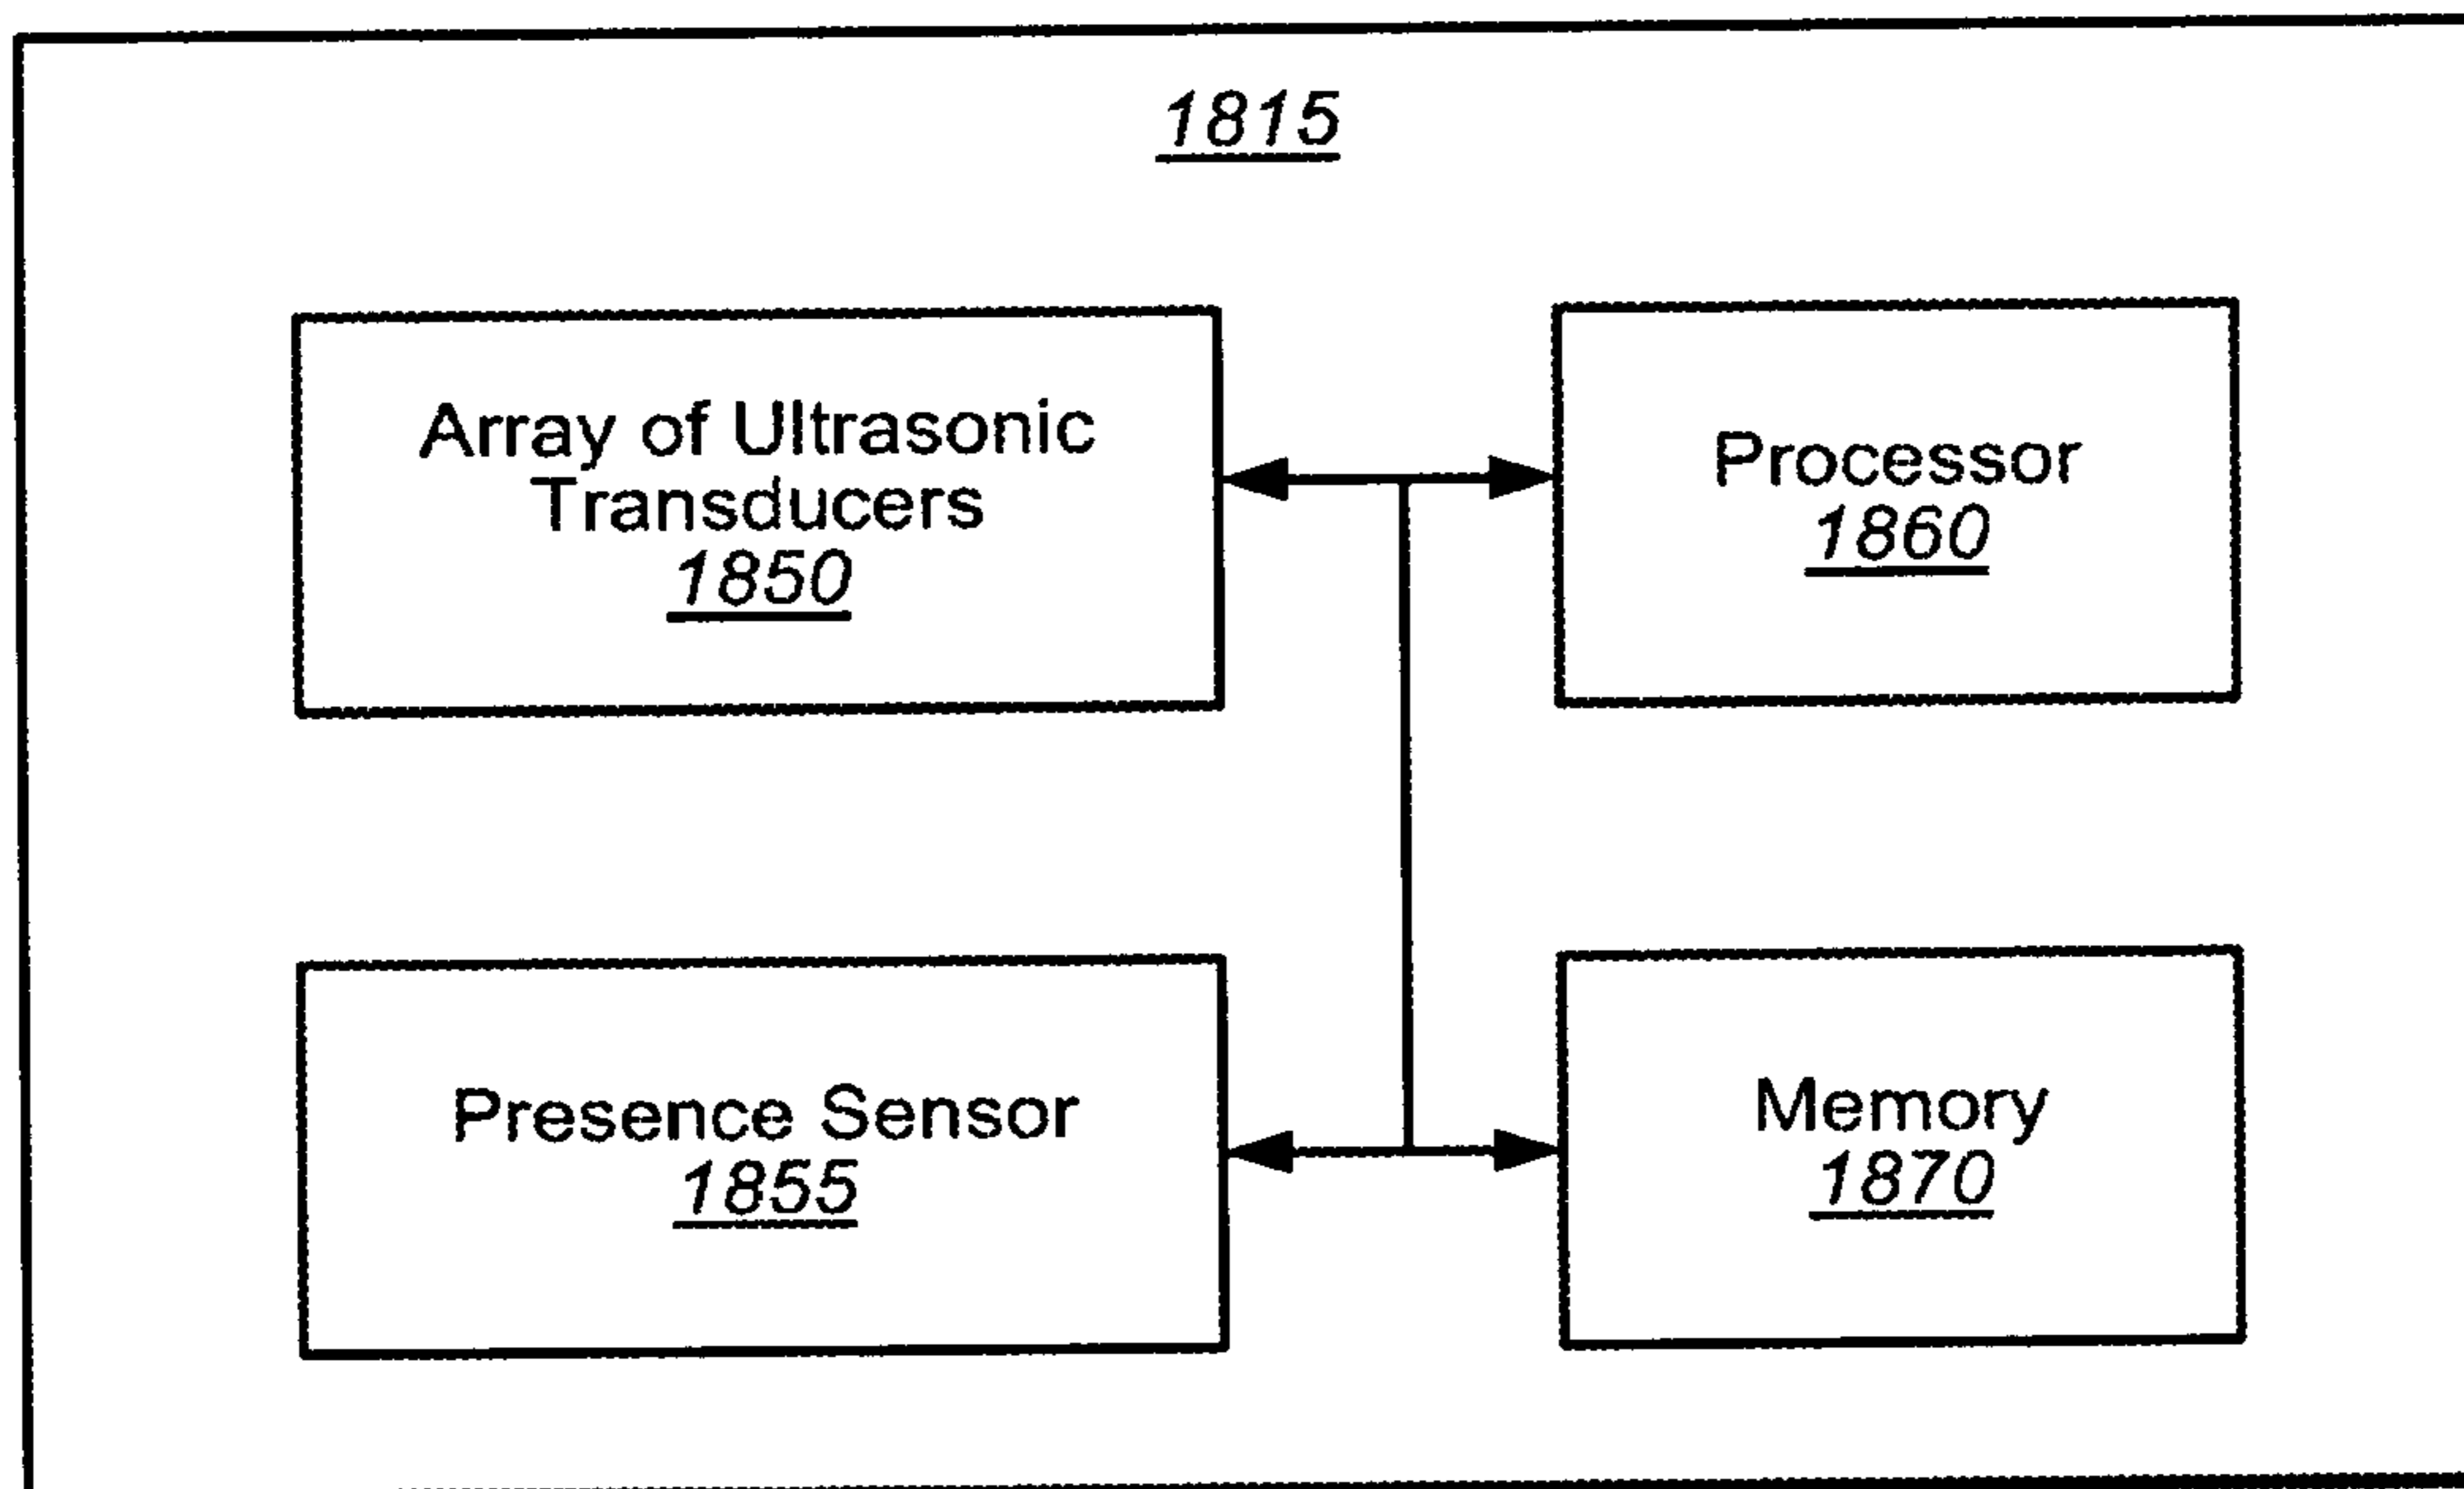 1815
Array of Ultrasonic
Transducers
1850
Processor
1860
Presence Sensor
1855
Memory
1870